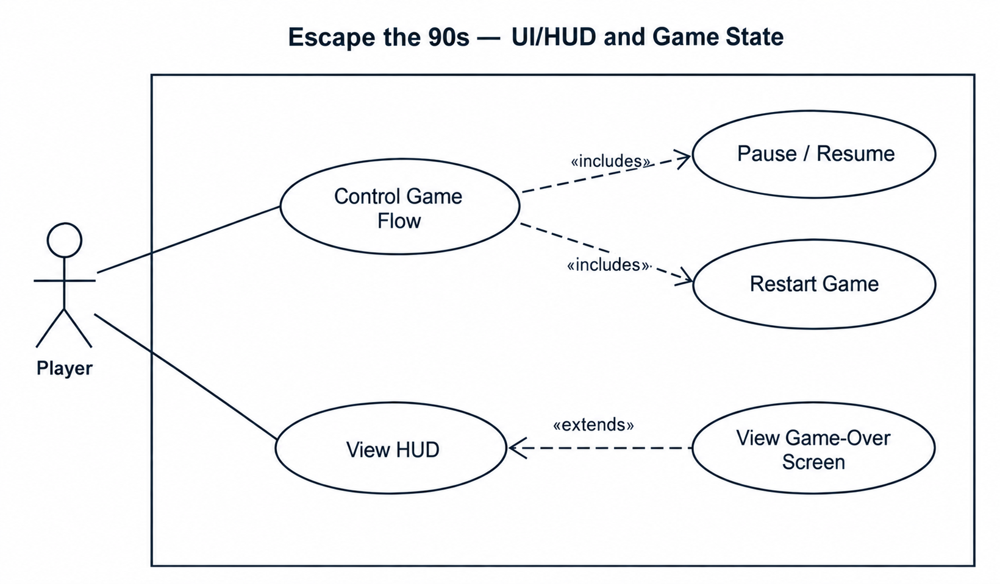 Escape the 90s — UI/HUD and Game State
«includes»
Pause / Resume
Control Game
Flow
«includes»
Restart Game
Player
«extends»
View HUD
View Game-Over
Screen